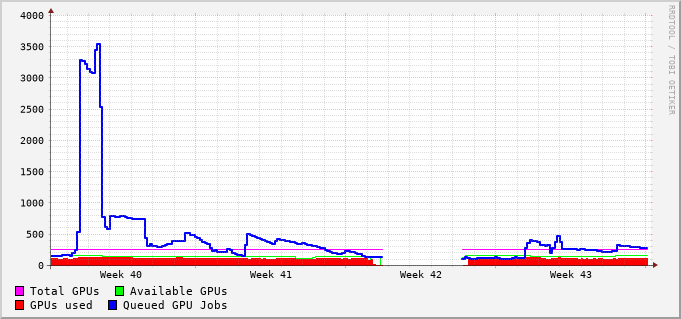 4000
3500
3000
2500
2000
1500
1000
500
0
Week 40 Week 41 Week 42 Week 43
Total GPUs Available GPUs
GPUs used Queued GPU Jobs
RRDTOOL / TOBI OETIKER